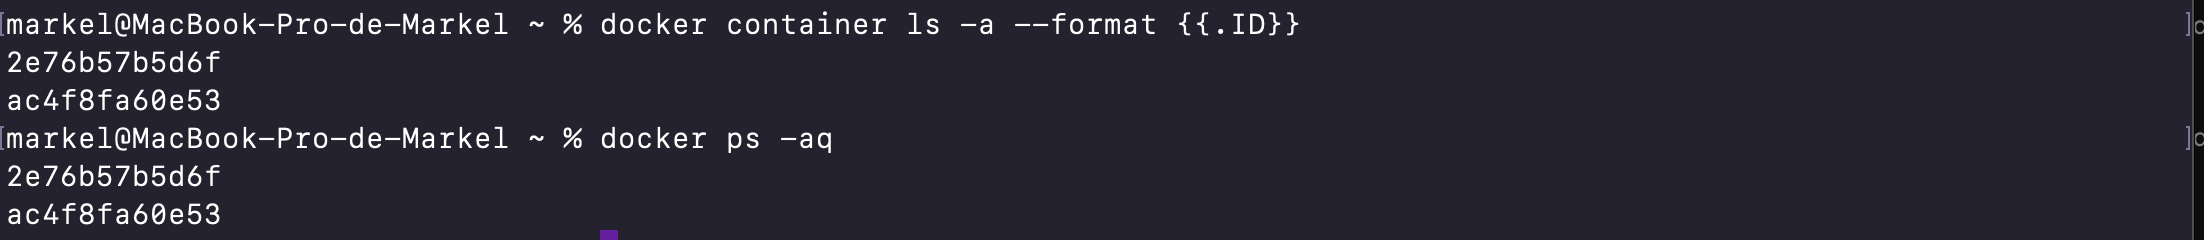 [markel@MacBook-Pro-de-Markel ~ % docker container ls -a --format {{.ID}} ]
2e76b57b5d6f
ac4f8fa60e53
[markel@MacBook-Pro-de-Markel ~ % docker ps -aq ]
2e76b57b5d6f
ac4f8fa60e53